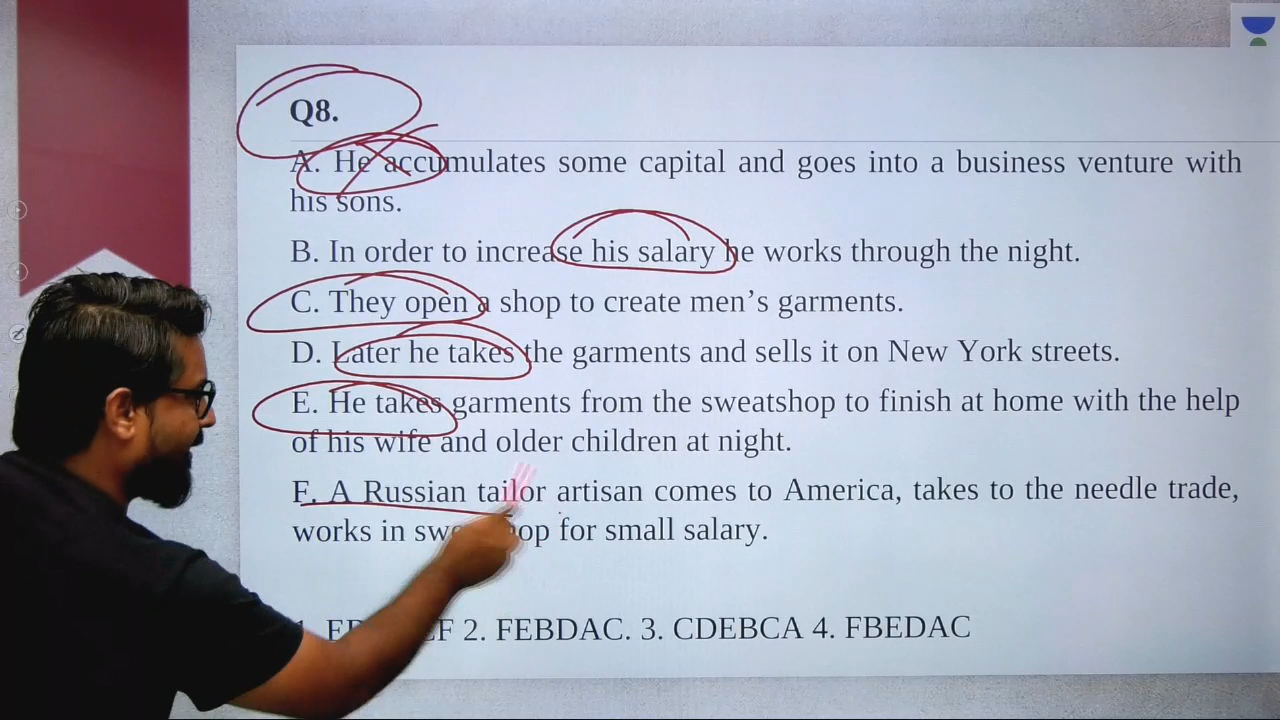 Q8.
A. He accumulates some capital and goes into a business venture with
his sons.
B. In order to increase his salary he works through the night.
C. They open a shop to create men's garments.
D. Later he takes the garments and sells it on New York streets.
E. He takes garments from the sweatshop to finish at home with the help
of his wife and older children at night.
F. A Russian tailor artisan comes to America, takes to the needle trade,
works in for small salary.
2. FEBDAC. 3. CDEBCA 4. FBEDAC